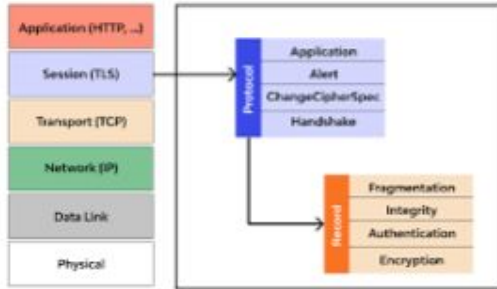 Application (HTTP, ...)
Session (TLS)
Transport (TCP)
Network (IP)
Data Link
Physical
Protocol
Application
Alert
ChangeCipherSpec
Handshake
Record
Fragmentation
Integrity
Authentication
Encryption